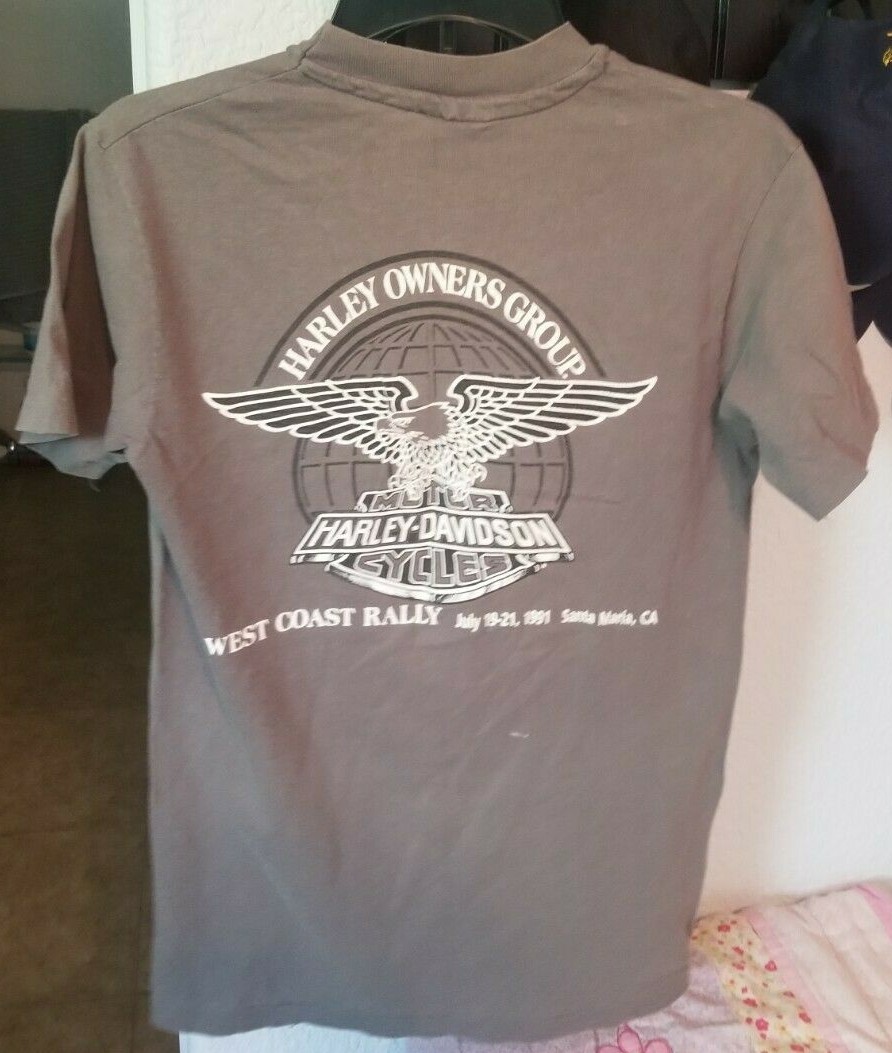 HARLEY OWNERS GROUP.
MOTOR
HARLEY-DAVIDSON
CYCLES
WEST COAST RALLY July 19-21, 1991 Santa Maria, CA